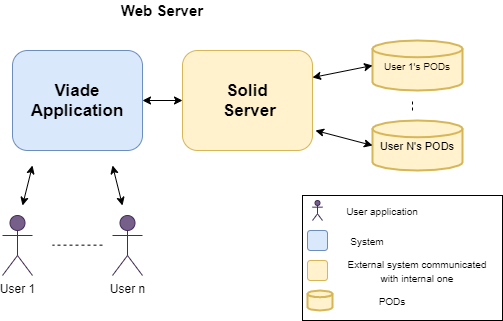 Web Server
Viade
Application
Solid
Server
User 1's PODs
User N's PODs
User 1
User n
User application
System
External system communicated
with internal one
PODs